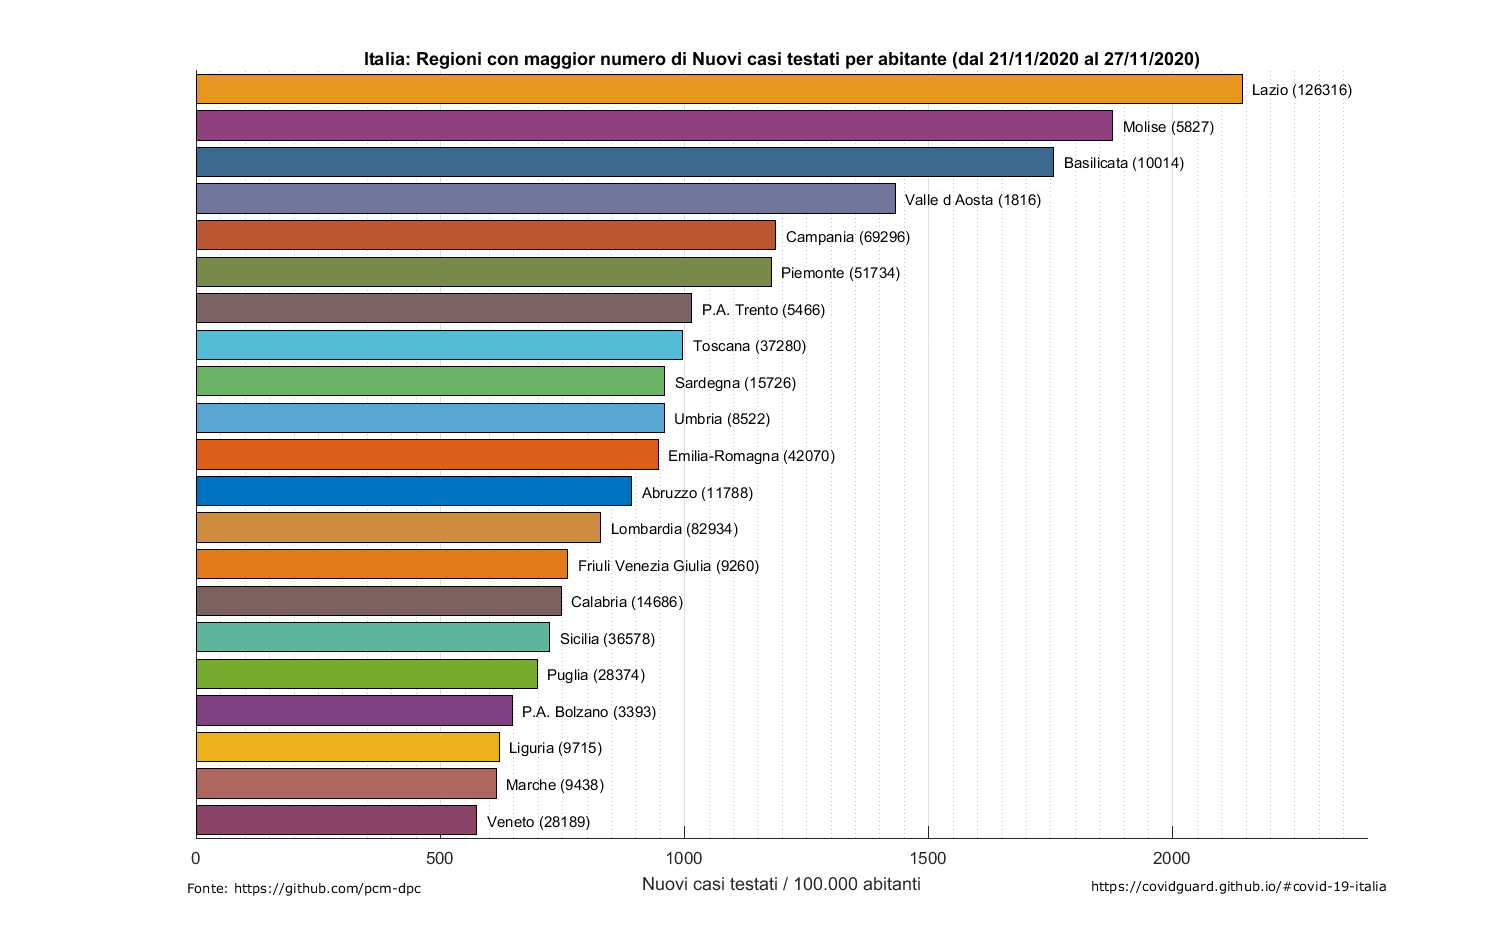 Italia: Regioni con maggior numero di Nuovi casi testati per abitante (dal 21/11/2020 al 27/11/2020)
Lazio (126316)
Molise (5827)
Basilicata (10014)
Valle d Aosta (1816)
Campania (69296)
Piemonte (51734)
P.A. Trento (5466)
Toscana (37280)
Sardegna (15726)
Umbria (8522)
Emilia-Romagna (42070)
Abruzzo (11788)
Lombardia (82934)
Friuli Venezia Giulia (9260)
Calabria (14686)
Sicilia (36578)
Puglia (28374)
P.A. Bolzano (3393)
Liguria (9715)
Marche (9438)
Veneto (28189)
0 500 1000 1500 2000
Nuovi casi testati / 100.000 abitanti
Fonte: https://github.com/pcm-dpc
https://covidguard.github.io/#covid-19-italia